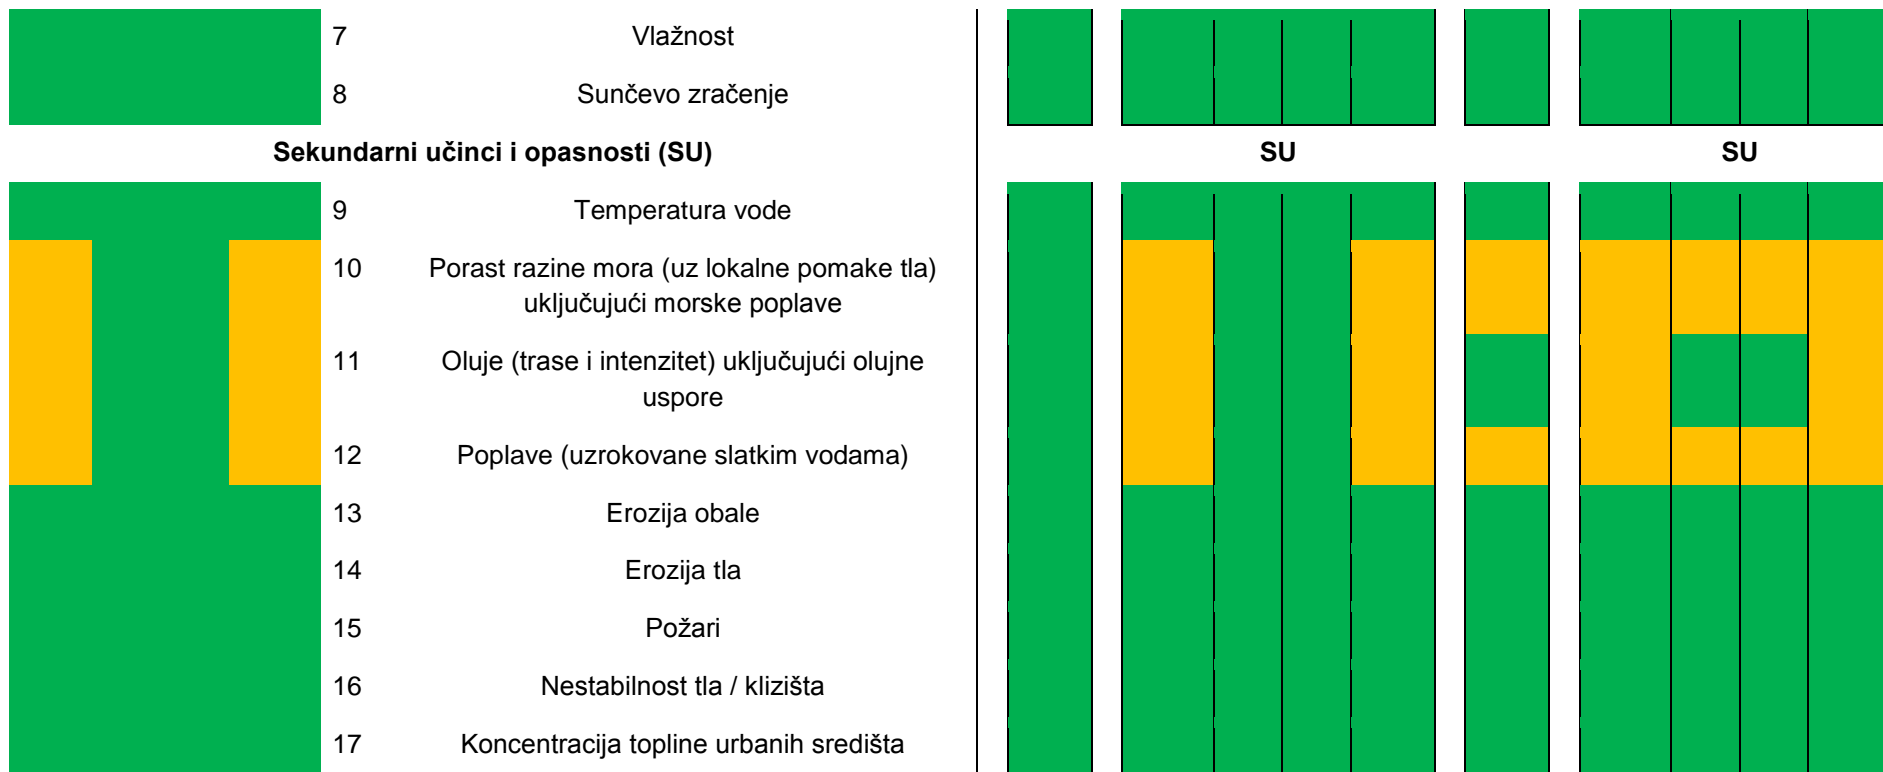 7 Vlažnost
8 Sunčevo zračenje
Sekundarni učinci i opasnosti (SU) SU SU
9 Temperatura vode
10 Porast razine mora (uz lokalne pomake tla)
uključujući morske poplave
11 Oluje (trase i intenzitet) uključujući olujne
uspore
12 Poplave (uzrokovane slatkim vodama)
13 Erozija obale
14 Erozija tla
15 Požari
16 Nestabilnost tla / klizišta
17 Koncentracija topline urbanih središta